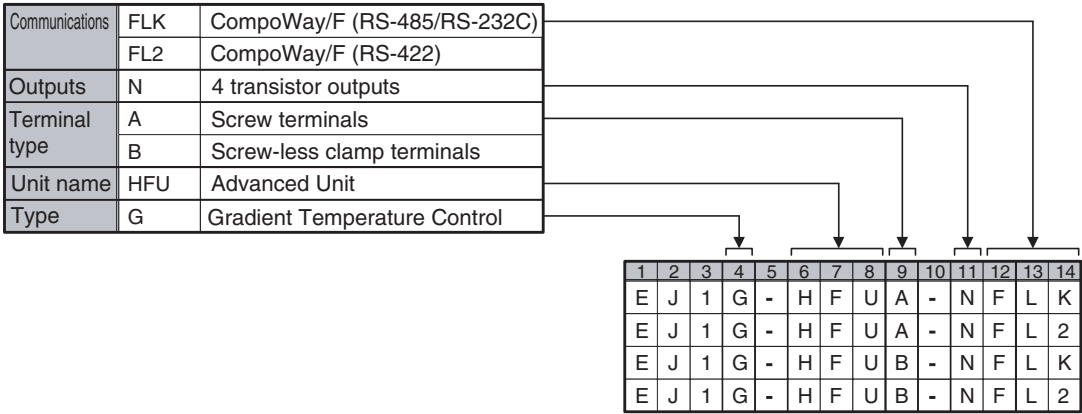 Communications FLK CompoWay/F (RS-485/RS-232C)
FL2 CompoWay/F (RS-422)
Outputs N 4 transistor outputs
Terminal type A Screw terminals
B Screw-less clamp terminals
Unit name HFU Advanced Unit
Type G Gradient Temperature Control
1 2 3 4 5 6 7 8 9 10 11 12 13 14
E J 1 G - H F U A - N F L K
E J 1 G - H F U A - N F L 2
E J 1 G - H F U B - N F L K
E J 1 G - H F U B - N F L 2